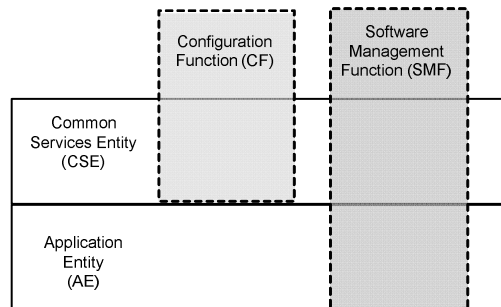 Configuration
Function (CF)
Software
Management
Function (SMF)
Common
Services Entity
(CSE)
Application
Entity
(AE)